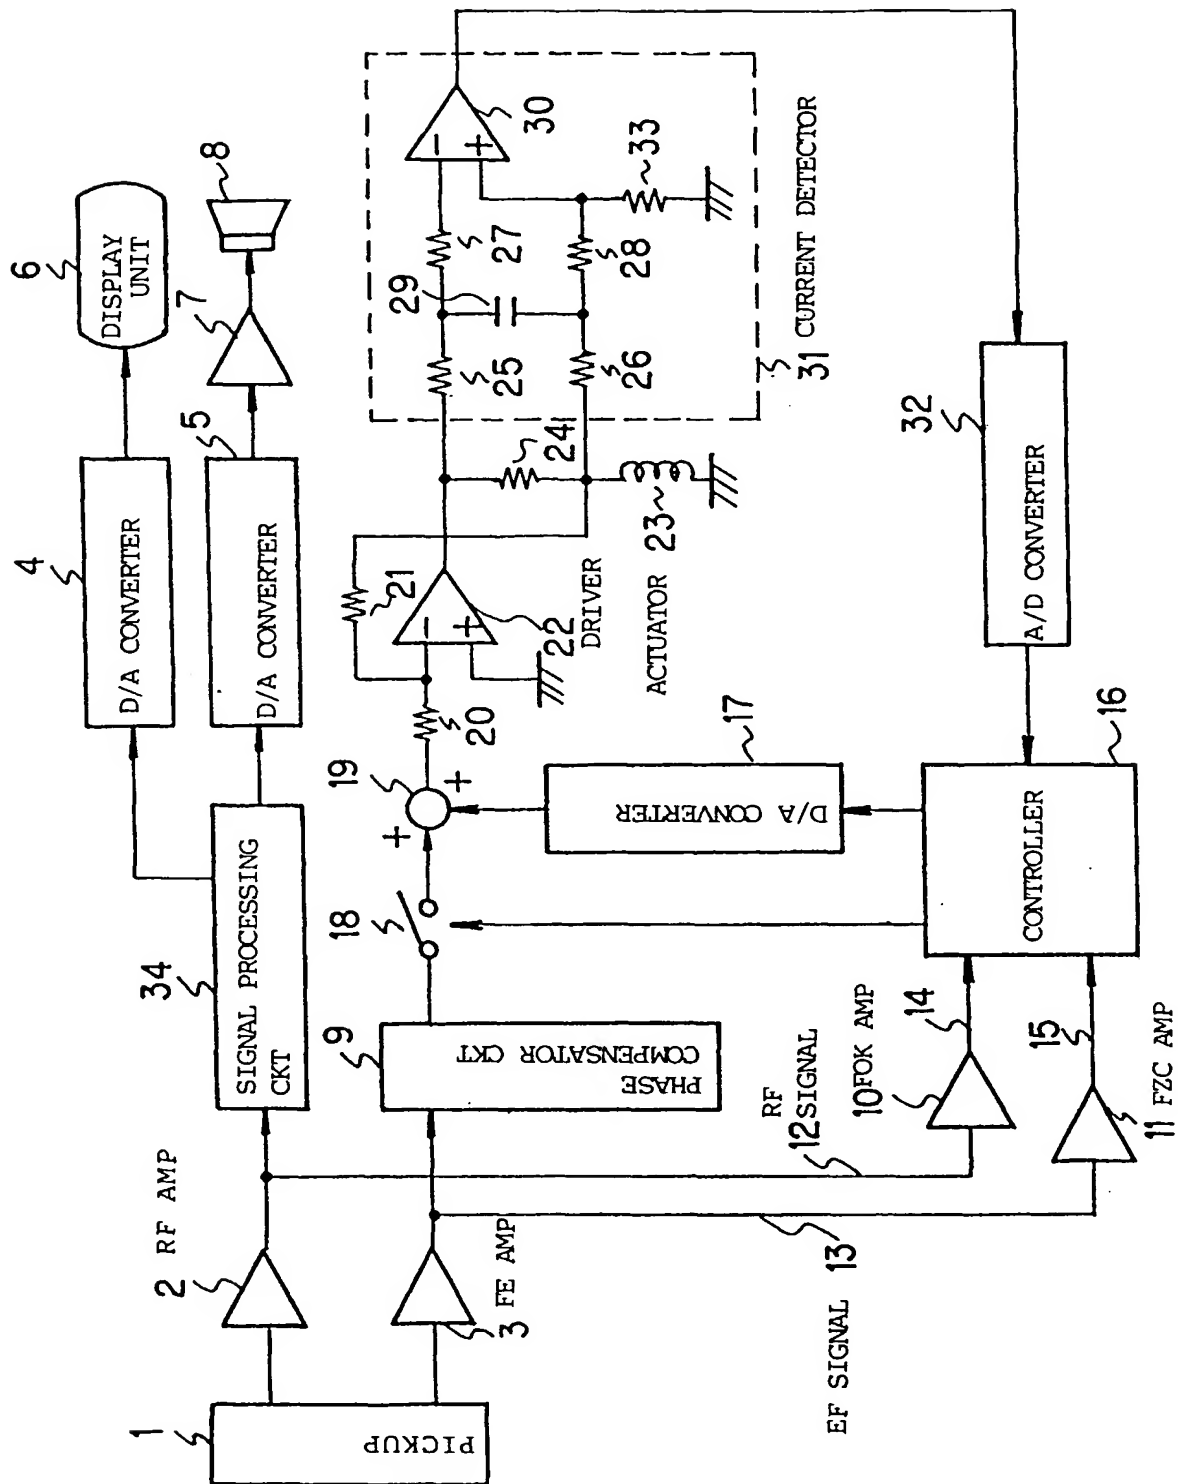 1
PICKUP
2
RF AMP
3
FE AMP
34
SIGNAL PROCESSING
CKT
4
D/A CONVERTER
5
D/A CONVERTER
6
DISPLAY
UNIT
7
8
9
PHASE
COMPENSATOR CKT
18
19
+
+
20
21
−
+
22
DRIVER
ACTUATOR 23
24
25
26
27
28
29
−
+
30
33
31 CURRENT DETECTOR
17
D/A CONVERTER
32
A/D CONVERTER
16
CONTROLLER
RF
12 SIGNAL
EF SIGNAL 13
10 FOK AMP
14
11 FZC AMP
15